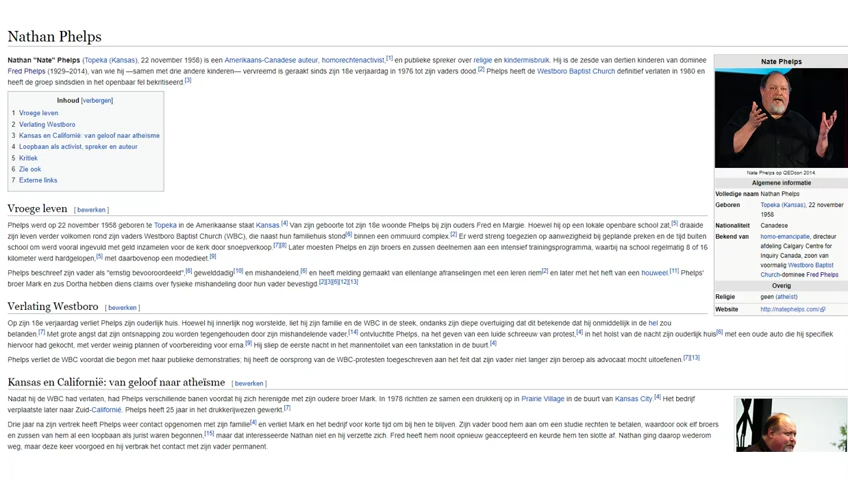 Nathan Phelps
Nathan "Nate" Phelps (Topeka (Kansas), 22 november 1958) is een Amerikaans-Canadese auteur, homorechtenactivist,[1] en publieke spreker over religie en kindermisbruik. Hij is de zesde van dertien kinderen van dominee
Fred Phelps (1929–2014), van wie hij —samen met drie andere kinderen— vervreemd is geraakt sinds zijn 18e verjaardag in 1976 tot zijn vaders dood.[2] Phelps heeft de Westboro Baptist Church definitief verlaten in 1980 en
heeft de groep sindsdien in het openbaar fel bekritiseerd.[3]
Inhoud [verbergen]
1 Vroege leven
2 Verlating Westboro
3 Kansas en Californië: van geloof naar atheïsme
4 Loopbaan als activist, spreker en auteur
5 Kritiek
6 Zie ook
7 Externe links
Vroege leven [ bewerken ]
Phelps werd op 22 november 1958 geboren te Topeka in de Amerikaanse staat Kansas.[4] Van zijn geboorte tot zijn 18e woonde Phelps bij zijn ouders Fred en Margie. Hoewel hij op een lokale openbare school zat,[5] draaide
zijn leven verder volkomen rond zijn vaders Westboro Baptist Church (WBC), die naast hun familiehuis stond[6] binnen een ommuurd complex.[2] Er werd streng toegezien op aanwezigheid bij geplande preken en de tijd buiten
school om werd vooral ingevuld met geld inzamelen voor de kerk door snoepverkoop.[7][8] Later moesten Phelps en zijn broers en zussen deelnemen aan een intensief trainingsprogramma, waarbij na school regelmatig 8 of 16
kilometer werd hardgelopen,[5] met daarbovenop een modedieet.[9]
Phelps beschreef zijn vader als "ernstig bevooroordeeld",[6] gewelddadig[10] en mishandelend,[6] en heeft melding gemaakt van ellenlange afranselingen met een leren riem[2] en later met het heft van een houweel.[11] Phelps'
broer Mark en zus Dortha hebben diens claims over fysieke mishandeling door hun vader bevestigd.[2][3][6][12][13]
Verlating Westboro [ bewerken ]
Op zijn 18e verjaardag verliet Phelps zijn ouderlijk huis. Hoewel hij innerlijk nog worstelde, liet hij zijn familie en de WBC in de steek, ondanks zijn diepe overtuiging dat dit betekende dat hij onmiddellijk in de hel zou
belanden.[7] Met grote angst dat zijn ontsnapping zou worden tegengehouden door zijn mishandelende vader,[14] ontvluchtte Phelps, na het geven van een luide schreeuw van protest,[4] in het holst van de nacht zijn ouderlijk huis[6] met een oude auto die hij specifiek
hiervoor had gekocht, met verder weinig plannen of voorbereiding voor erna.[9] Hij sliep die eerste nacht in het mannentoilet van een tankstation in de buurt.[4]
Phelps verliet de WBC voordat die begon met haar publieke demonstraties; hij heeft de oorsprong van de WBC-protesten toegeschreven aan het feit dat zijn vader niet langer zijn beroep als advocaat mocht uitoefenen.[7][13]
Kansas en Californië: van geloof naar atheïsme [ bewerken ]
Nadat hij de WBC had verlaten, had Phelps verschillende banen voordat hij zich herenigde met zijn oudere broer Mark. In 1978 richtten ze samen een drukkerij op in Prairie Village in de buurt van Kansas City.[4] Het bedrijf
verplaatste later naar Zuid-Californië. Phelps heeft 25 jaar in het drukkerijwezen gewerkt.[7]
Drie jaar na zijn vertrek heeft Phelps weer contact opgenomen met zijn familie[4] en verliet Mark en het bedrijf voor korte tijd om bij hen te blijven. Zijn vader bood hem aan om een studie rechten te betalen, waardoor ook elf broers
en zussen van hem al een loopbaan als jurist waren begonnen,[15] maar dat interesseerde Nathan niet en hij verzette zich. Fred heeft hem nooit opnieuw geaccepteerd en keurde hem ten slotte af. Nathan ging daarop wederom
weg, maar deze keer voorgoed en hij verbrak het contact met zijn vader permanent.
Nate Phelps
Nate Phelps op QEDcon 2014.
Algemene informatie
Volledige naam Nathan Phelps
Geboren Topeka (Kansas), 22 november
1958
Nationaliteit Canadese
Bekend van homo-emancipatie, directeur
afdeling Calgary Centre for
Inquiry Canada, zoon van
voormalig Westboro Baptist
Church-dominee Fred Phelps
Overig
Religie geen (atheïst)
Website http://natephelps.com/